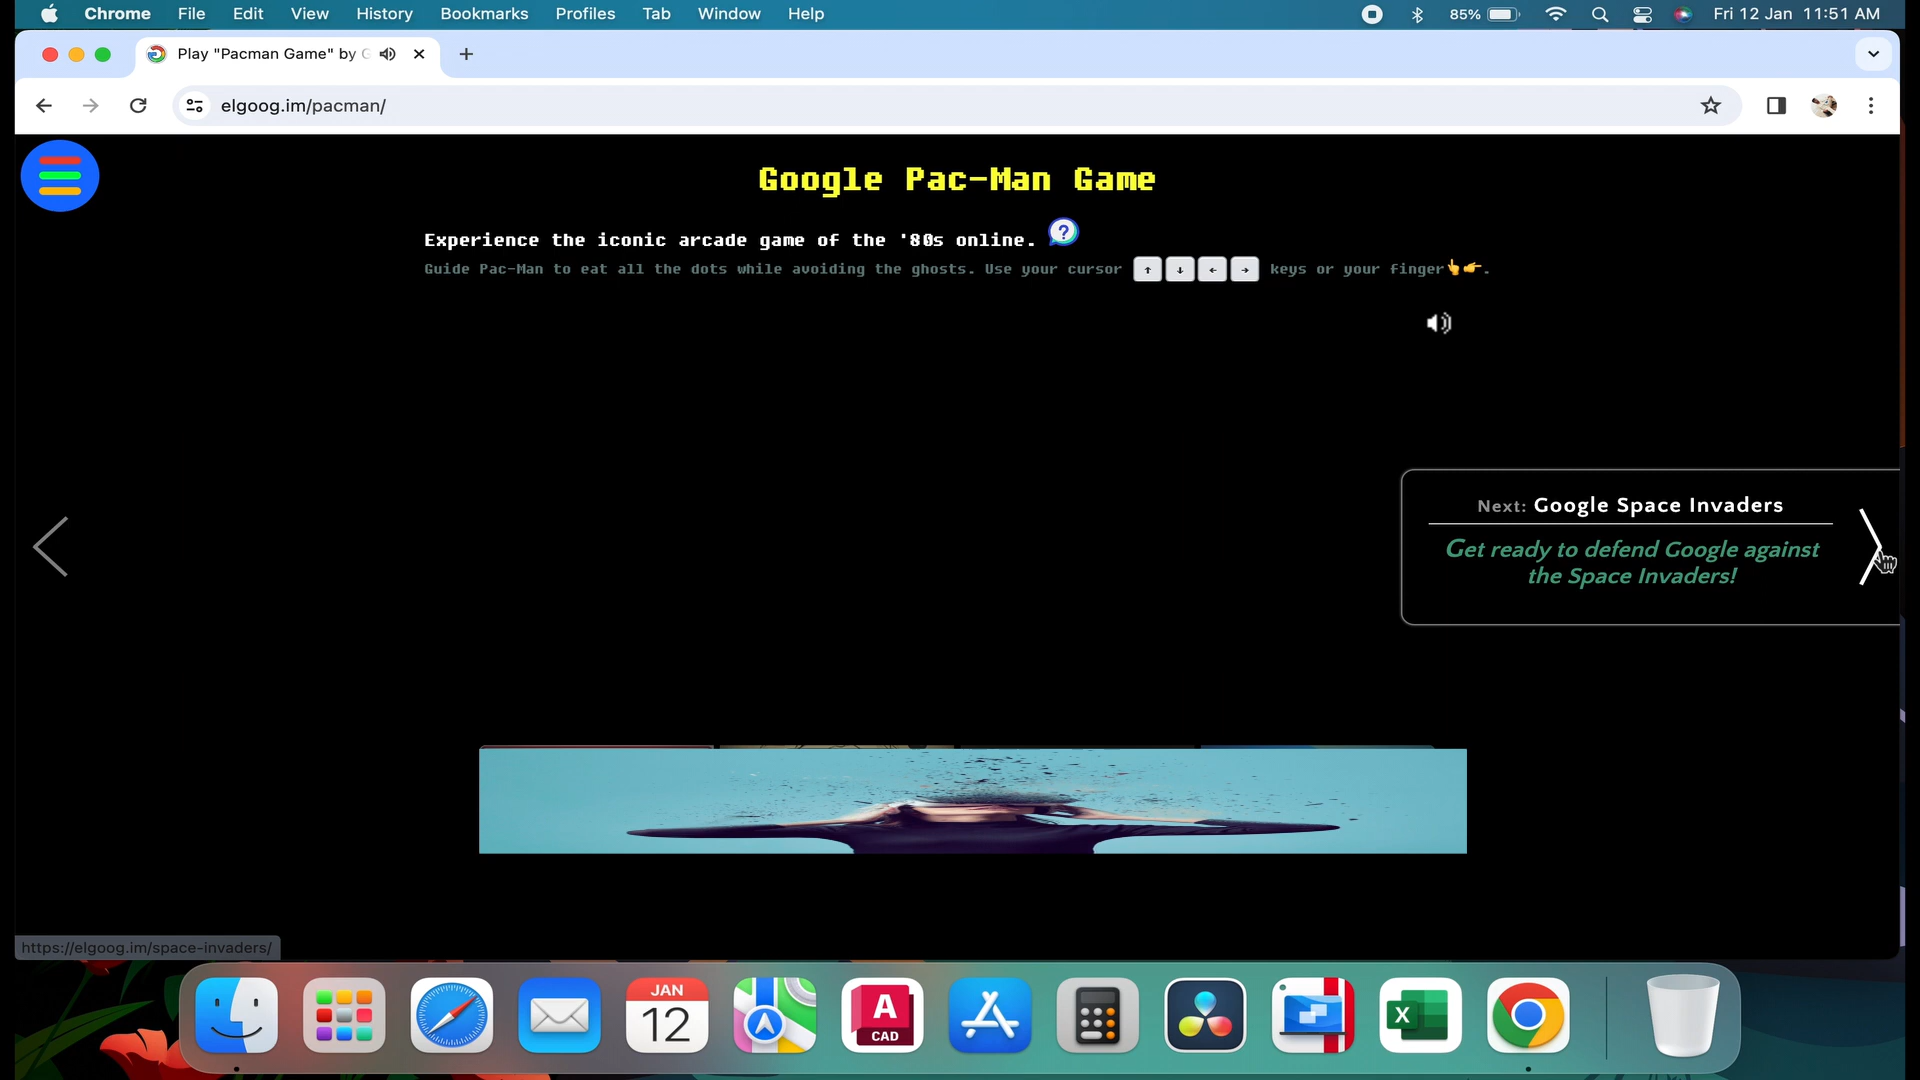 Chrome File Edit View History Bookmarks Profiles Tab Window Help 85% Fri 12 Jan 11:51 AM
Play "Pacman Game" by
elgoog.im/pacman/
Google Pac-Man Game
Experience the iconic arcade game of the '80s online. ?
Guide Pac-Man to eat all the dots while avoiding the ghosts. Use your cursor ↑ ↓ ← → keys or your finger👆👉.
Next: Google Space Invaders
Get ready to defend Google against
the Space Invaders!
https://elgoog.im/space-invaders/
JAN
12
A
CAD
X